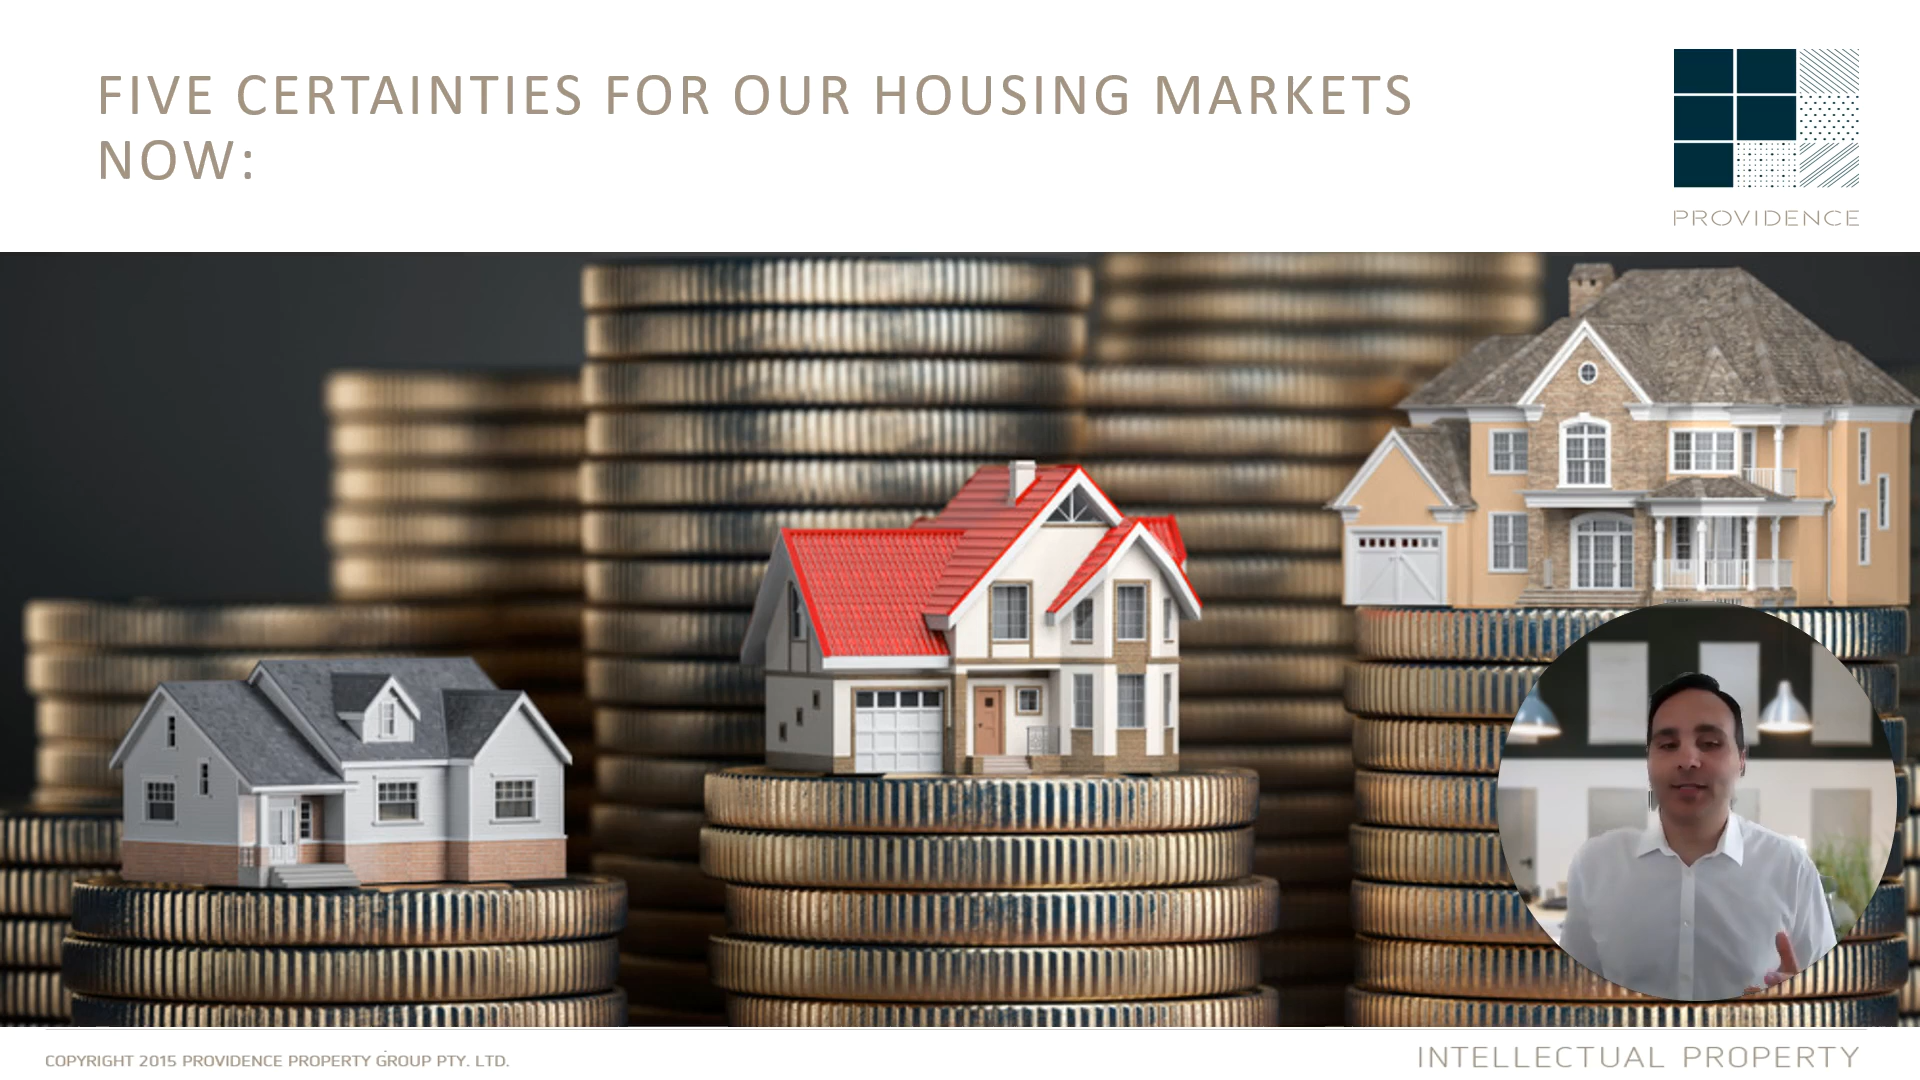 FIVE CERTAINTIES FOR OUR HOUSING MARKETS
NOW:
PROVIDENCE
COPYRIGHT 2015 PROVIDENCE PROPERTY GROUP PTY. LTD.
INTELLECTUAL PROPERTY